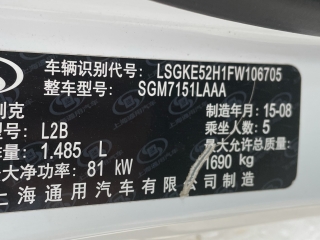 车辆识别代号：LSGKE52H1FW106705
整车型号：SGM7151LAAA
别克 制造年月：15-08
型号：L2B 乘坐人数：5
1.485 L 最大允许总质量：
最大净功率：81 kW 1690 kg
上海通用汽车有限公司制造